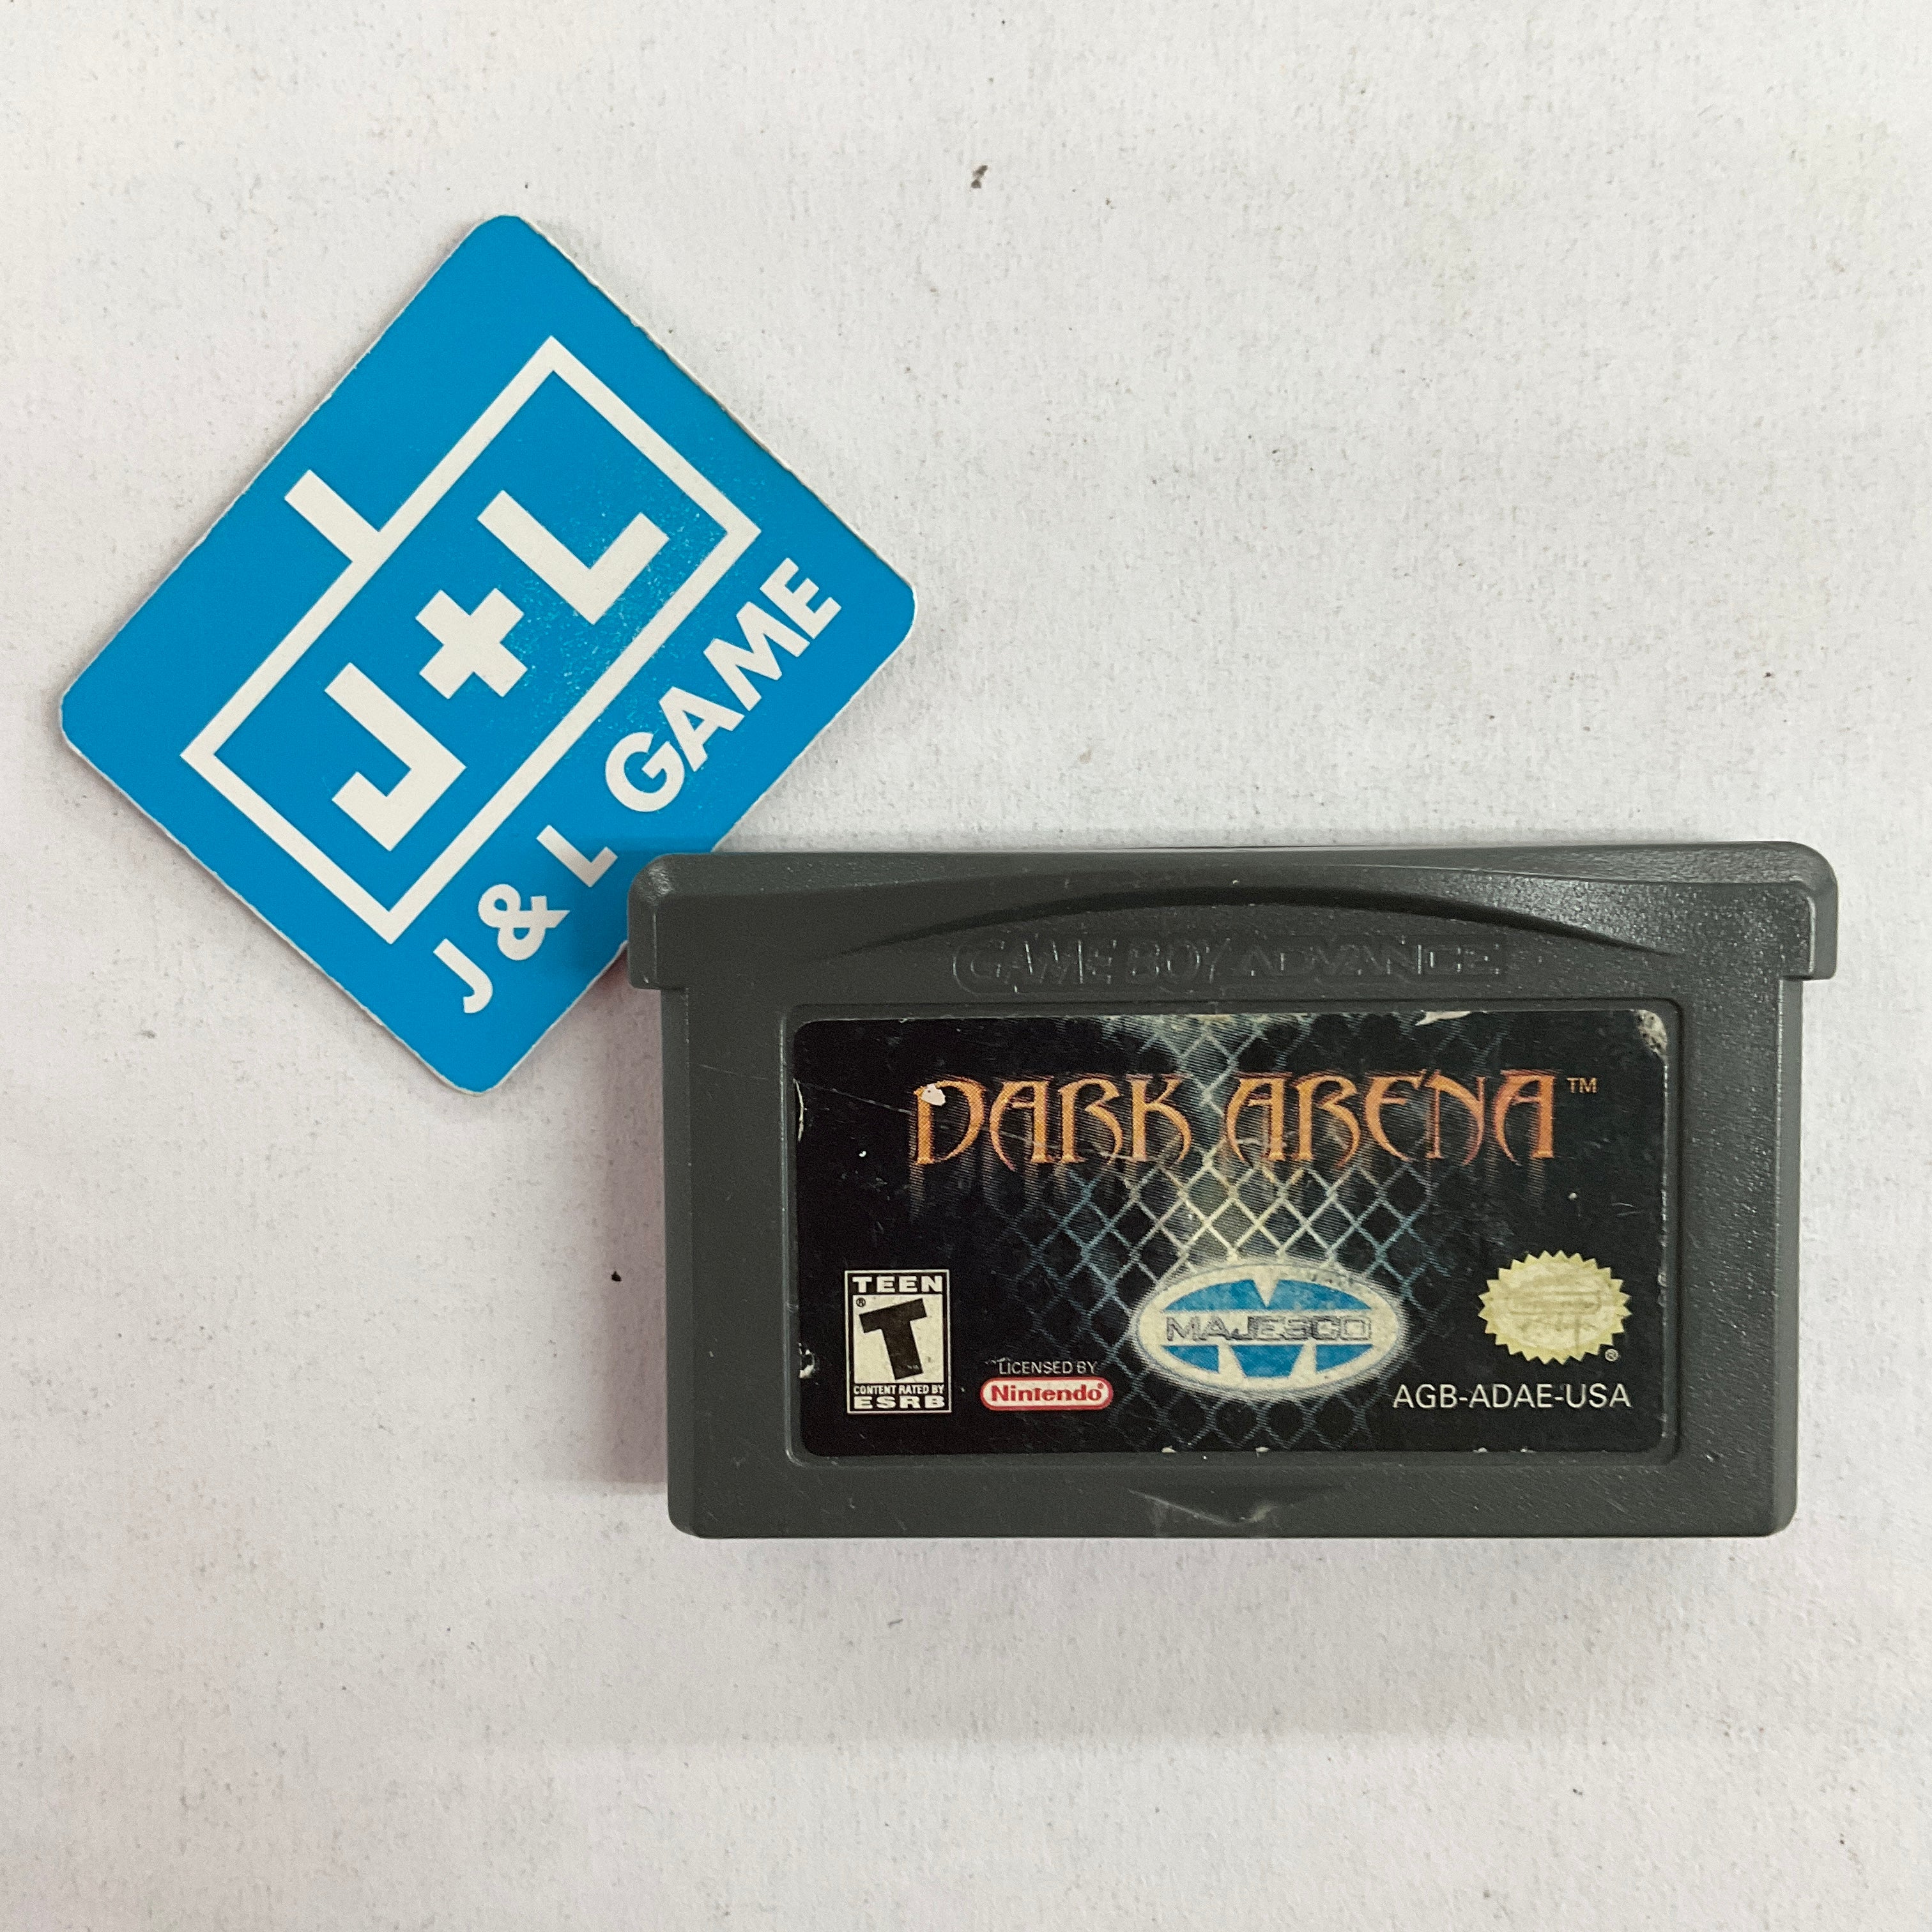 J+L
J & L GAME
GAME BOY ADVANCE
DARK ARENA™
TEEN
T®
CONTENT RATED BY
ESRB
LICENSED BY
Nintendo®
MAJESCO
®
AGB-ADAE-USA